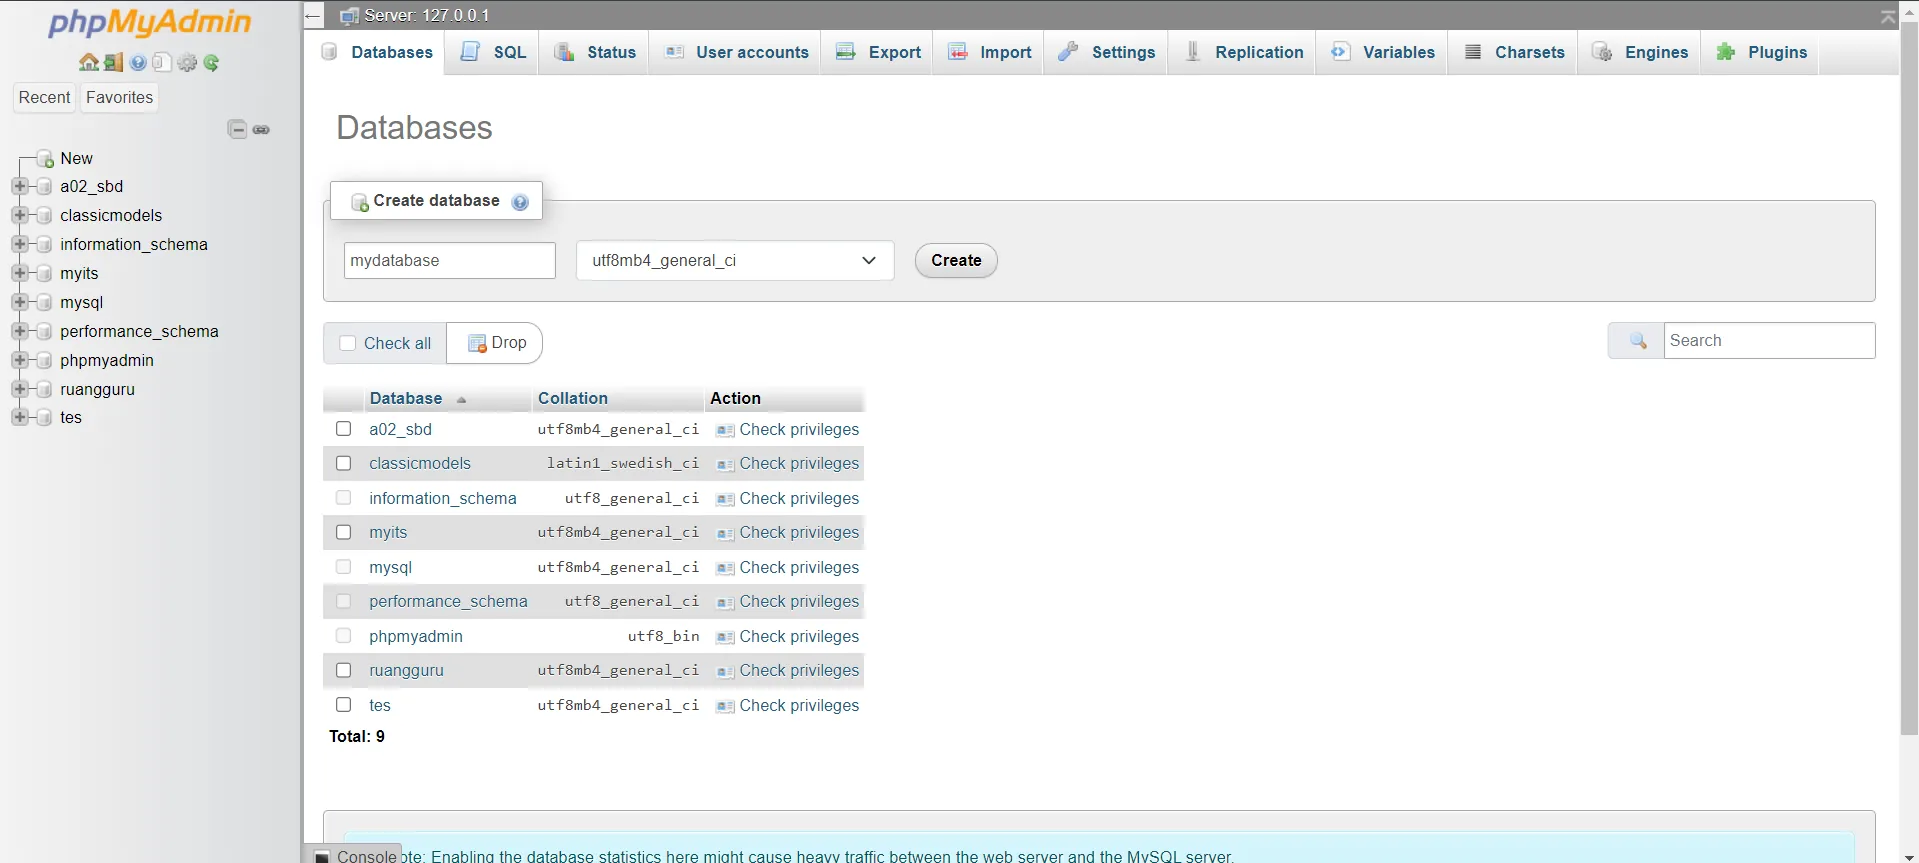 phpMyAdmin
Recent Favorites
New
a02_sbd
classicmodels
information_schema
myits
mysql
performance_schema
phpmyadmin
ruangguru
tes
Server: 127.0.0.1
Databases SQL Status User accounts Export Import Settings Replication Variables Charsets Engines Plugins
Databases
Create database
mydatabase utf8mb4_general_ci Create
Check all Drop Search
Database Collation Action
a02_sbd utf8mb4_general_ci Check privileges
classicmodels latin1_swedish_ci Check privileges
information_schema utf8_general_ci Check privileges
myits utf8mb4_general_ci Check privileges
mysql utf8mb4_general_ci Check privileges
performance_schema utf8_general_ci Check privileges
phpmyadmin utf8_bin Check privileges
ruangguru utf8mb4_general_ci Check privileges
tes utf8mb4_general_ci Check privileges
Total: 9
Console
Enabling the database statistics here might cause heavy traffic between the web server and the MySQL server.